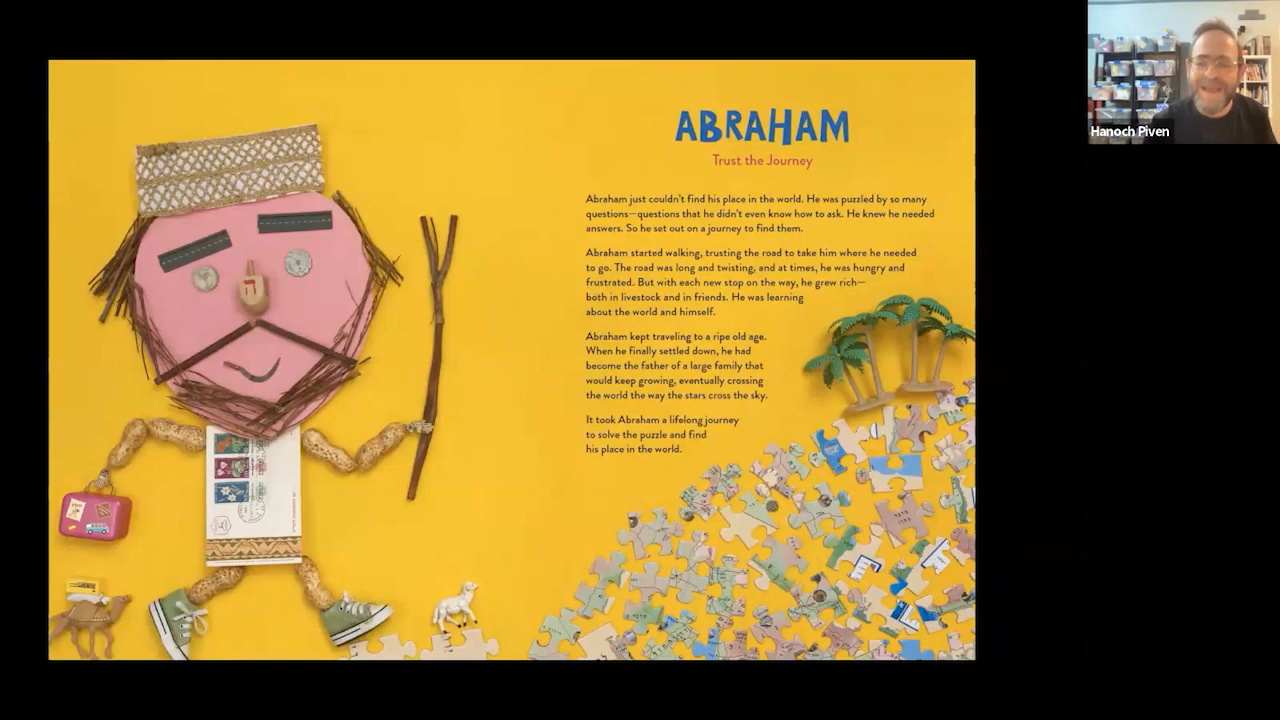 ABRAHAM
Trust the Journey
Abraham just couldn't find his place in the world. He was puzzled by so many
questions—questions that he didn't even know how to ask. He knew he needed
answers. So he set out on a journey to find them.
Abraham started walking, trusting the road to take him where he needed
to go. The road was long and twisting, and at times, he was hungry and
frustrated. But with each new stop on the way, he grew rich—
both in livestock and in friends. He was learning
about the world and himself.
Abraham kept traveling to a ripe old age.
When he finally settled down, he had
become the father of a large family that
would keep growing, eventually crossing
the world the way the stars cross the sky.
It took Abraham a lifelong journey
to solve the puzzle and find
his place in the world.
Hanoch Piven
ה